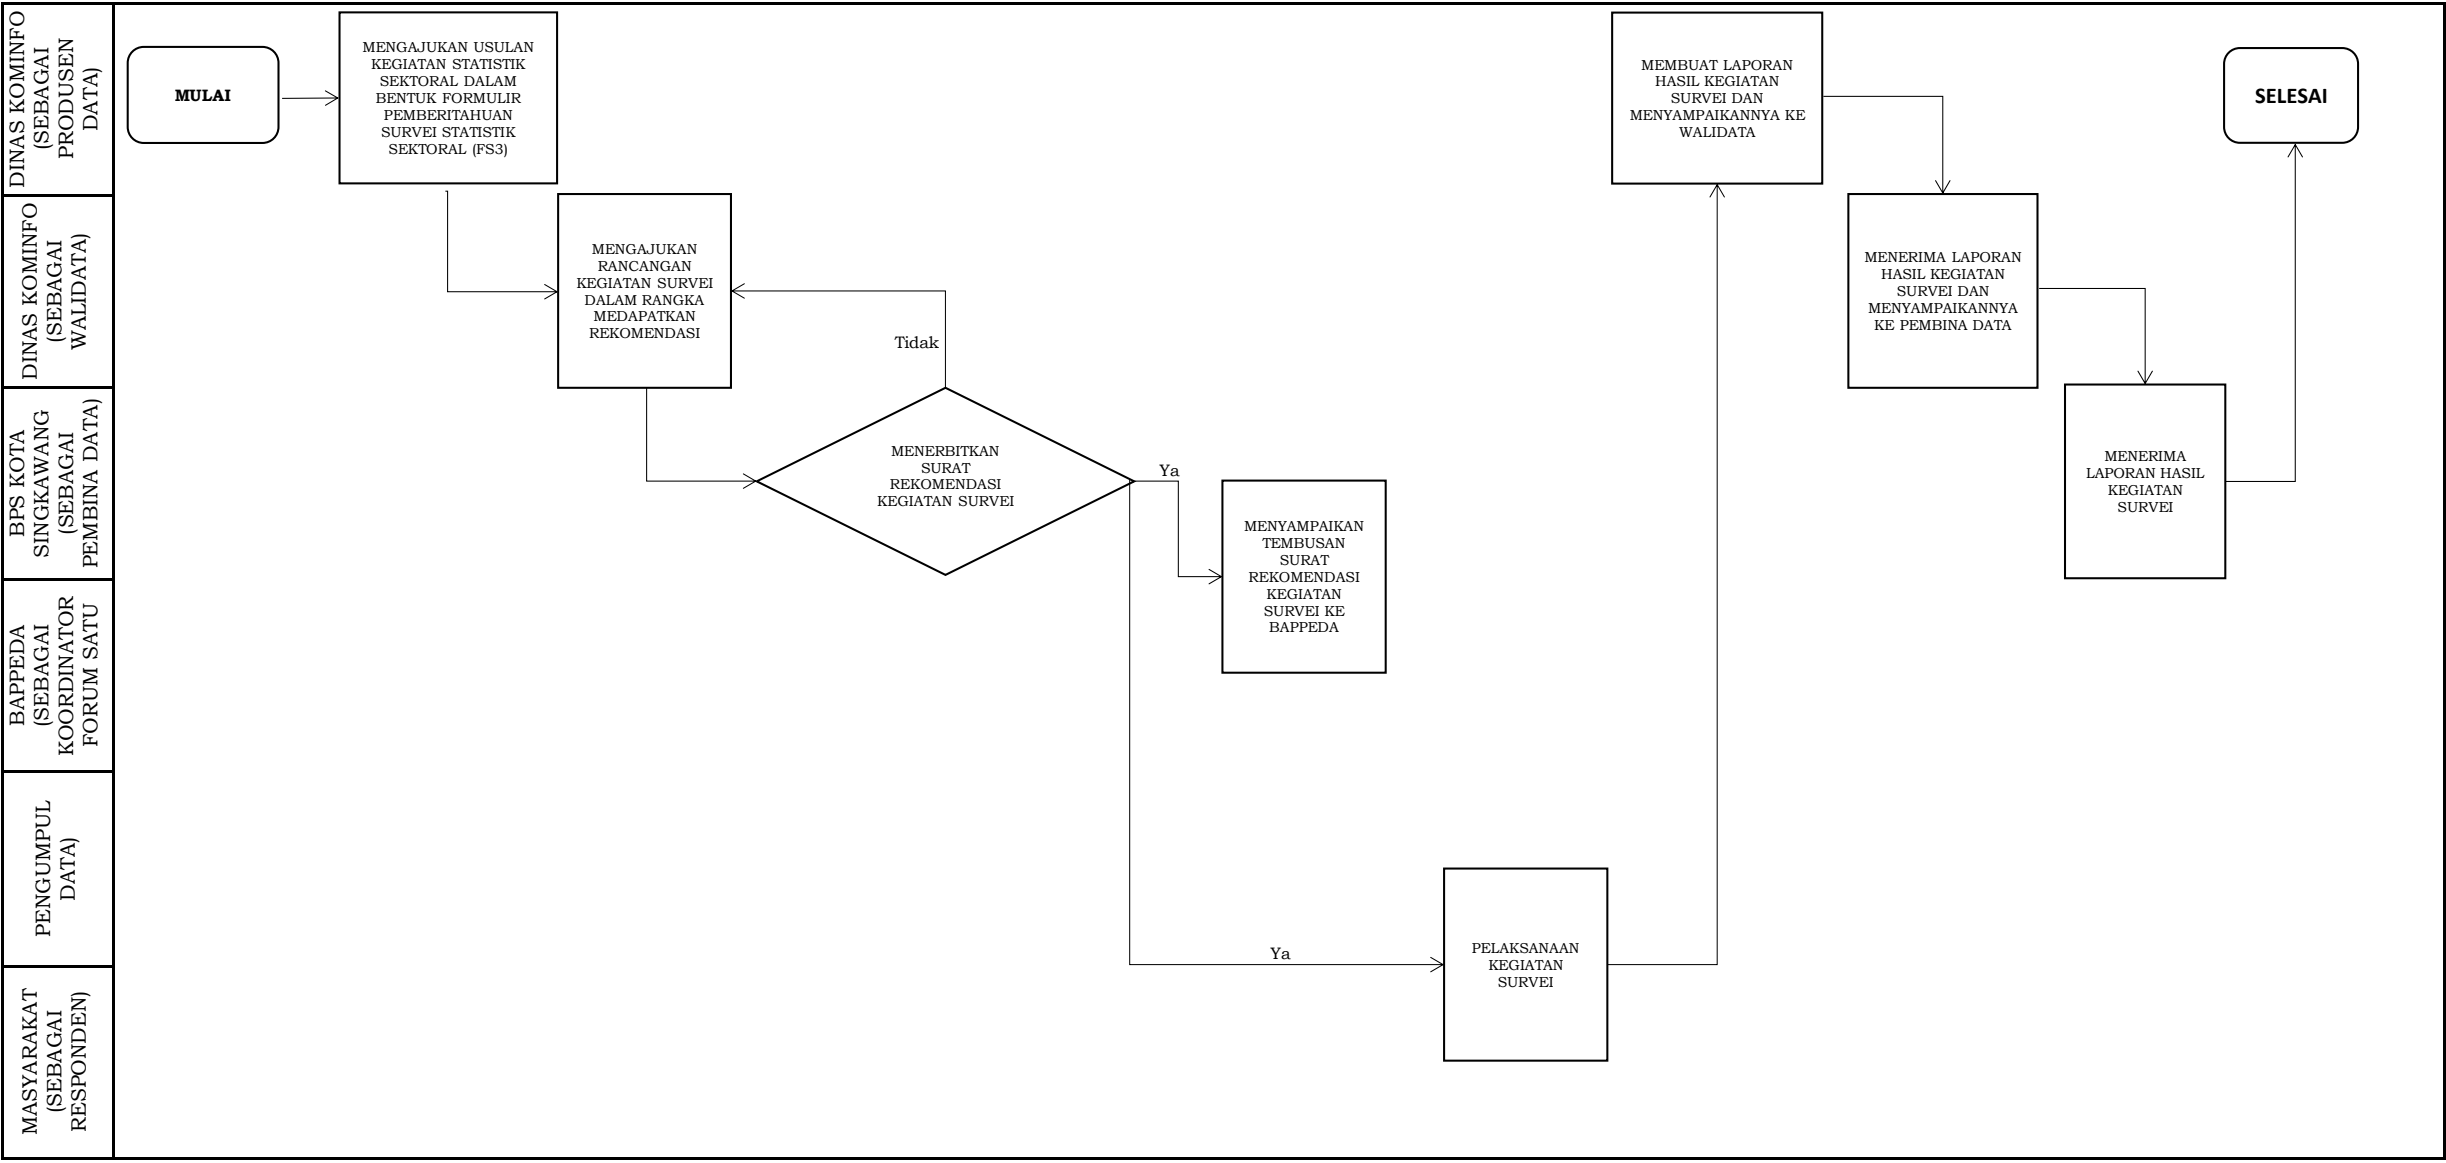 DINAS KOMINFO
(SEBAGAI
PRODUSEN
DATA)
MULAI
MENGAJUKAN USULAN
KEGIATAN STATISTIK
SEKTORAL DALAM
BENTUK FORMULIR
PEMBERITAHUAN
SURVEI STATISTIK
SEKTORAL (FS3)
MEMBUAT LAPORAN
HASIL KEGIATAN
SURVEI DAN
MENYAMPAIKANNYA KE
WALIDATA
SELESAI
DINAS KOMINFO
(SEBAGAI
WALIDATA)
MENGAJUKAN
RANCANGAN
KEGIATAN SURVEI
DALAM RANGKA
MEDAPATKAN
REKOMENDASI
Tidak
MENERIMA LAPORAN
HASIL KEGIATAN
SURVEI DAN
MENYAMPAIKANNYA
KE PEMBINA DATA
BPS KOTA
SINGKAWANG
(SEBAGAI
PEMBINA DATA)
MENERBITKAN
SURAT
REKOMENDASI
KEGIATAN SURVEI
Ya
MENYAMPAIKAN
TEMBUSAN
SURAT
REKOMENDASI
KEGIATAN
SURVEI KE
BAPPEDA
MENERIMA
LAPORAN HASIL
KEGIATAN
SURVEI
BAPPEDA
(SEBAGAI
KOORDINATOR
FORUM SATU
PENGUMPUL
DATA)
Ya
PELAKSANAAN
KEGIATAN
SURVEI
MASYARAKAT
(SEBAGAI
RESPONDEN)